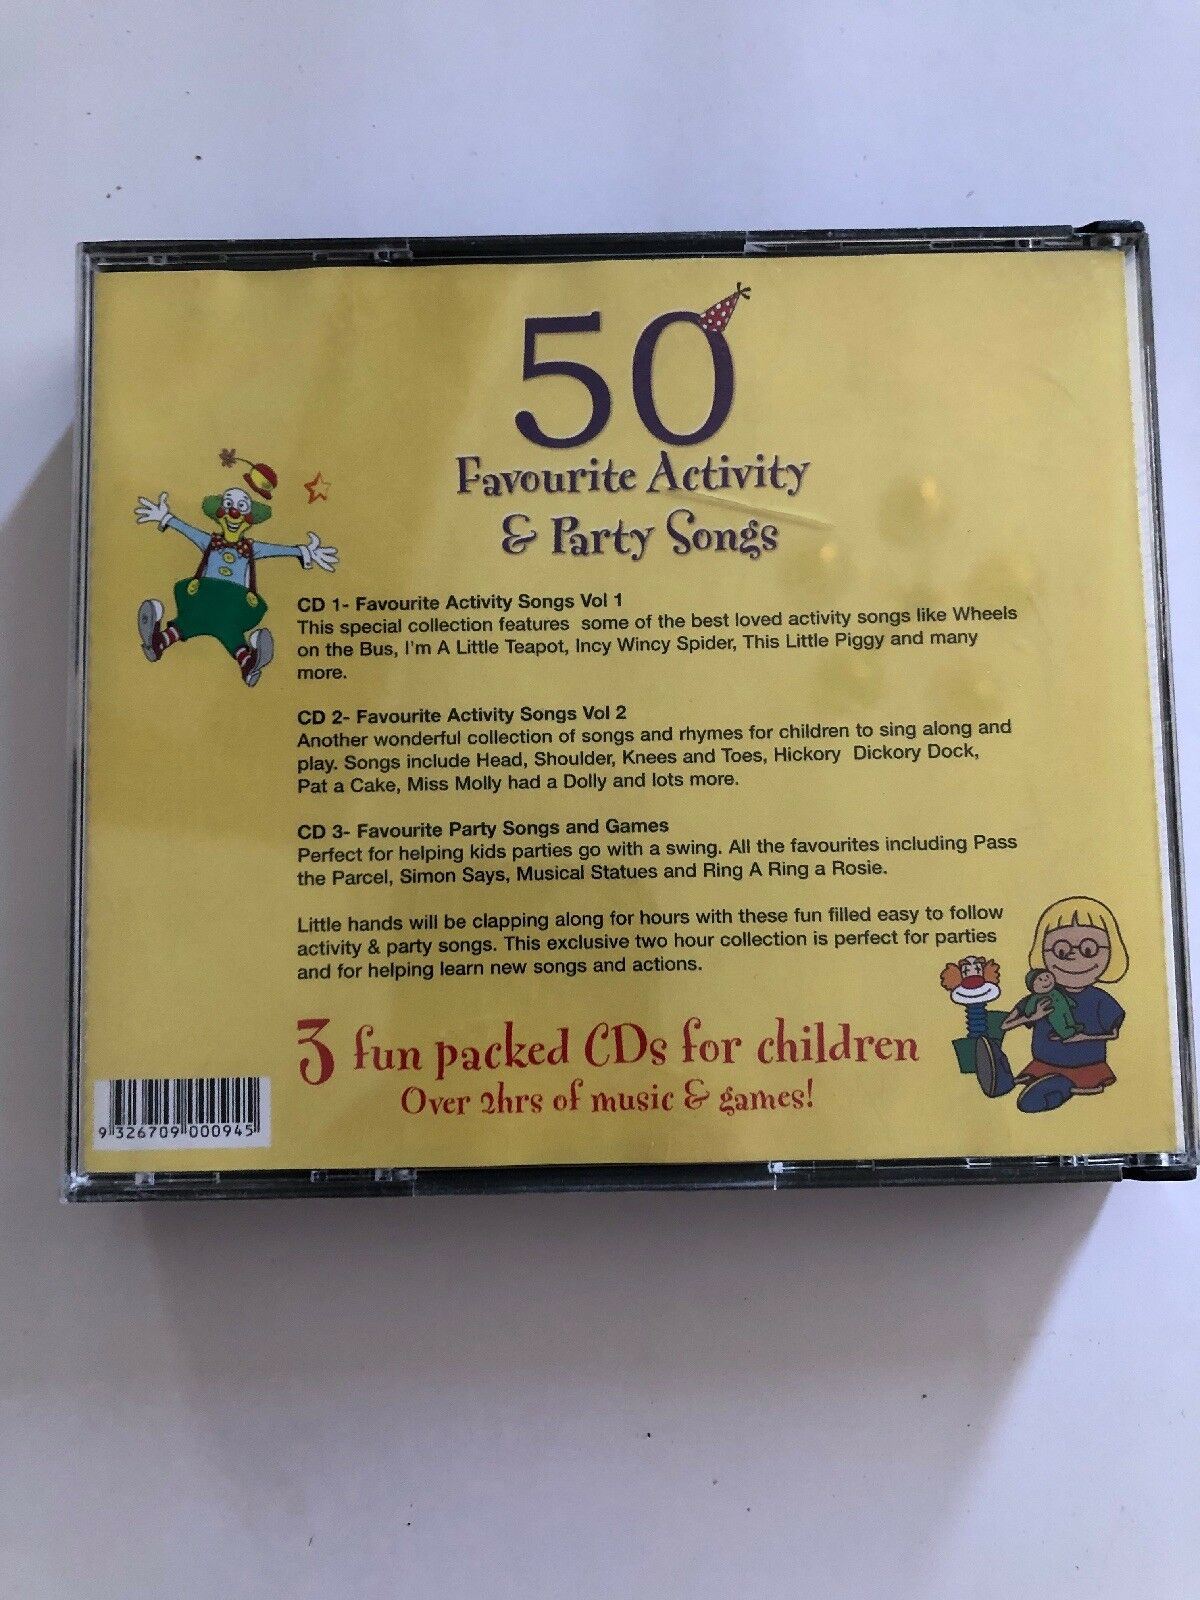 50
Favourite Activity
& Party Songs
CD 1- Favourite Activity Songs Vol 1
This special collection features some of the best loved activity songs like Wheels
on the Bus, I'm A Little Teapot, Incy Wincy Spider, This Little Piggy and many
more.
CD 2- Favourite Activity Songs Vol 2
Another wonderful collection of songs and rhymes for children to sing along and
play. Songs include Head, Shoulder, Knees and Toes, Hickory Dickory Dock,
Pat a Cake, Miss Molly had a Dolly and lots more.
CD 3- Favourite Party Songs and Games
Perfect for helping kids parties go with a swing. All the favourites including Pass
the Parcel, Simon Says, Musical Statues and Ring A Ring a Rosie.
Little hands will be clapping along for hours with these fun filled easy to follow
activity & party songs. This exclusive two hour collection is perfect for parties
and for helping learn new songs and actions.
3 fun packed CDs for children
Over 2hrs of music & games!
9 326709 000945